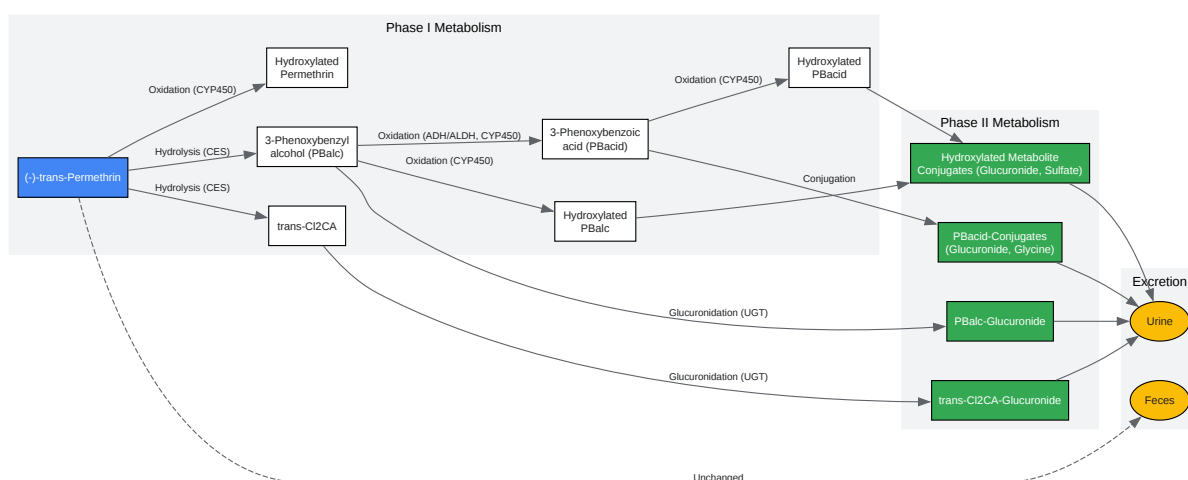 Phase I Metabolism
Hydroxylated
Permethrin
Hydroxylated
PBacid
Oxidation (CYP450)
Oxidation (CYP450)
Phase II Metabolism
3-Phenoxybenzyl
alcohol (PBalc)
Oxidation (ADH/ALDH, CYP450)
3-Phenoxybenzoic
acid (PBacid)
Hydrolysis (CES)
Oxidation (CYP450)
Hydroxylated Metabolite
Conjugates (Glucuronide, Sulfate)
(-)-trans-Permethrin
Conjugation
Hydrolysis (CES)
trans-Cl2CA
Hydroxylated
PBalc
PBacid-Conjugates
(Glucuronide, Glycine)
Excretion
Glucuronidation (UGT)
PBalc-Glucuronide
Urine
Glucuronidation (UGT)
trans-Cl2CA-Glucuronide
Feces
Unchanged